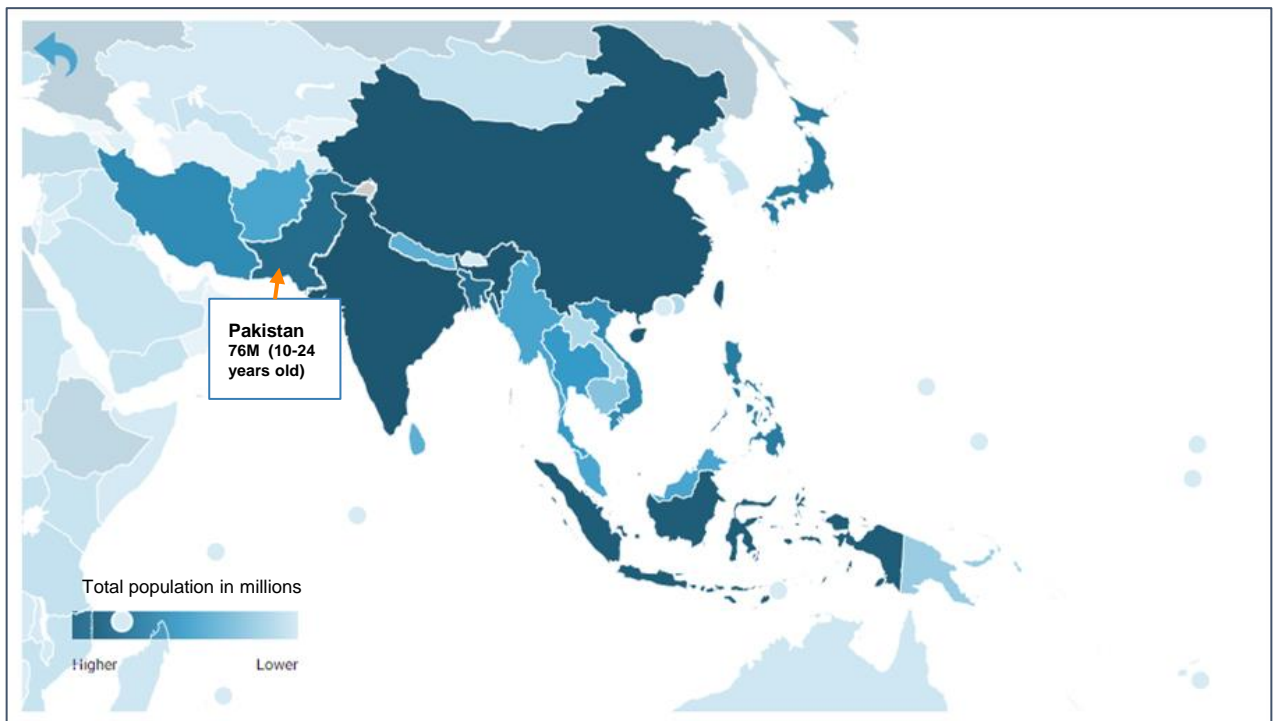 Pakistan
76M (10-24
years old)
Total population in millions
Higher Lower